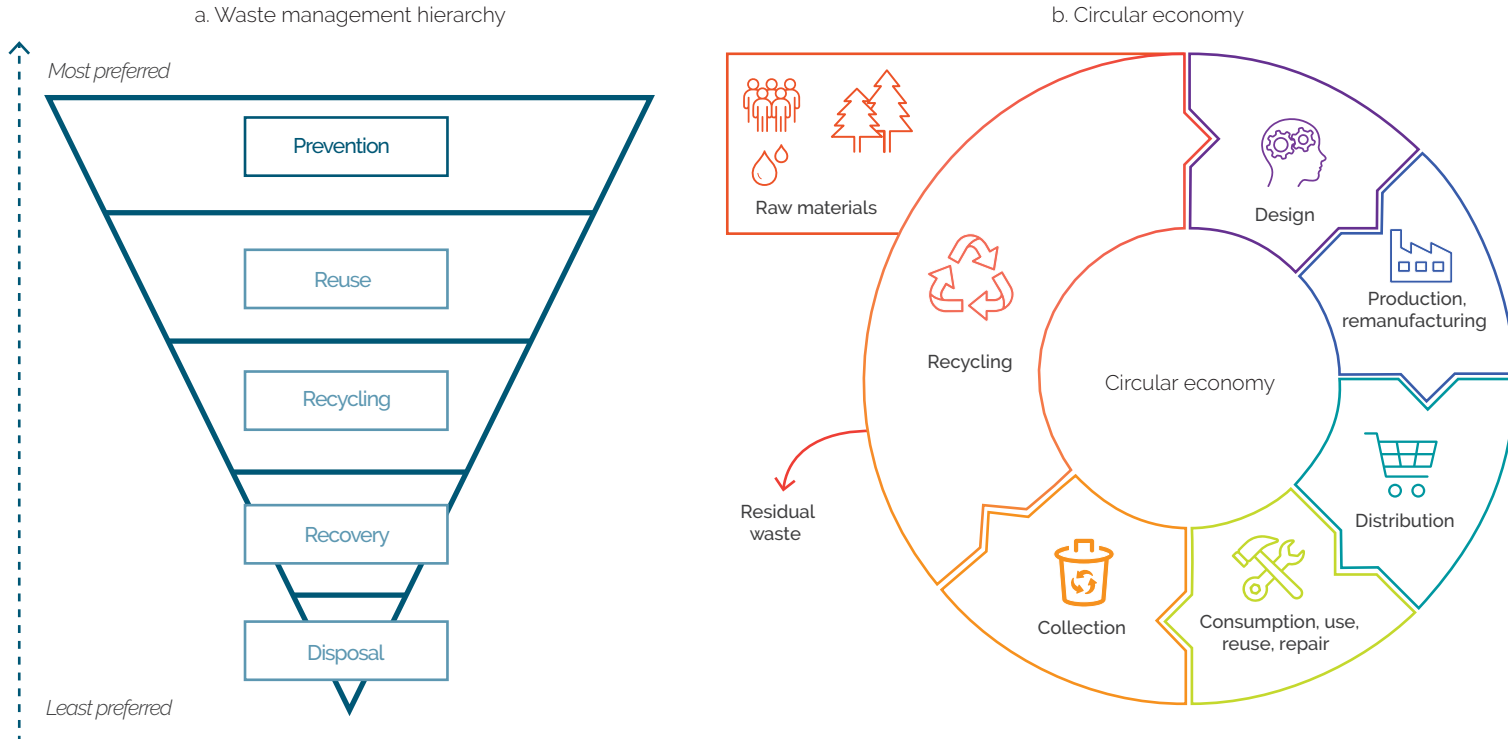 a. Waste management hierarchy
Most preferred
Prevention
Reuse
Recycling
Recovery
Disposal
Least preferred
b. Circular economy
Raw materials
Design
Production,
remanufacturing
Distribution
Consumption, use,
reuse, repair
Collection
Recycling
Residual
waste
Circular economy